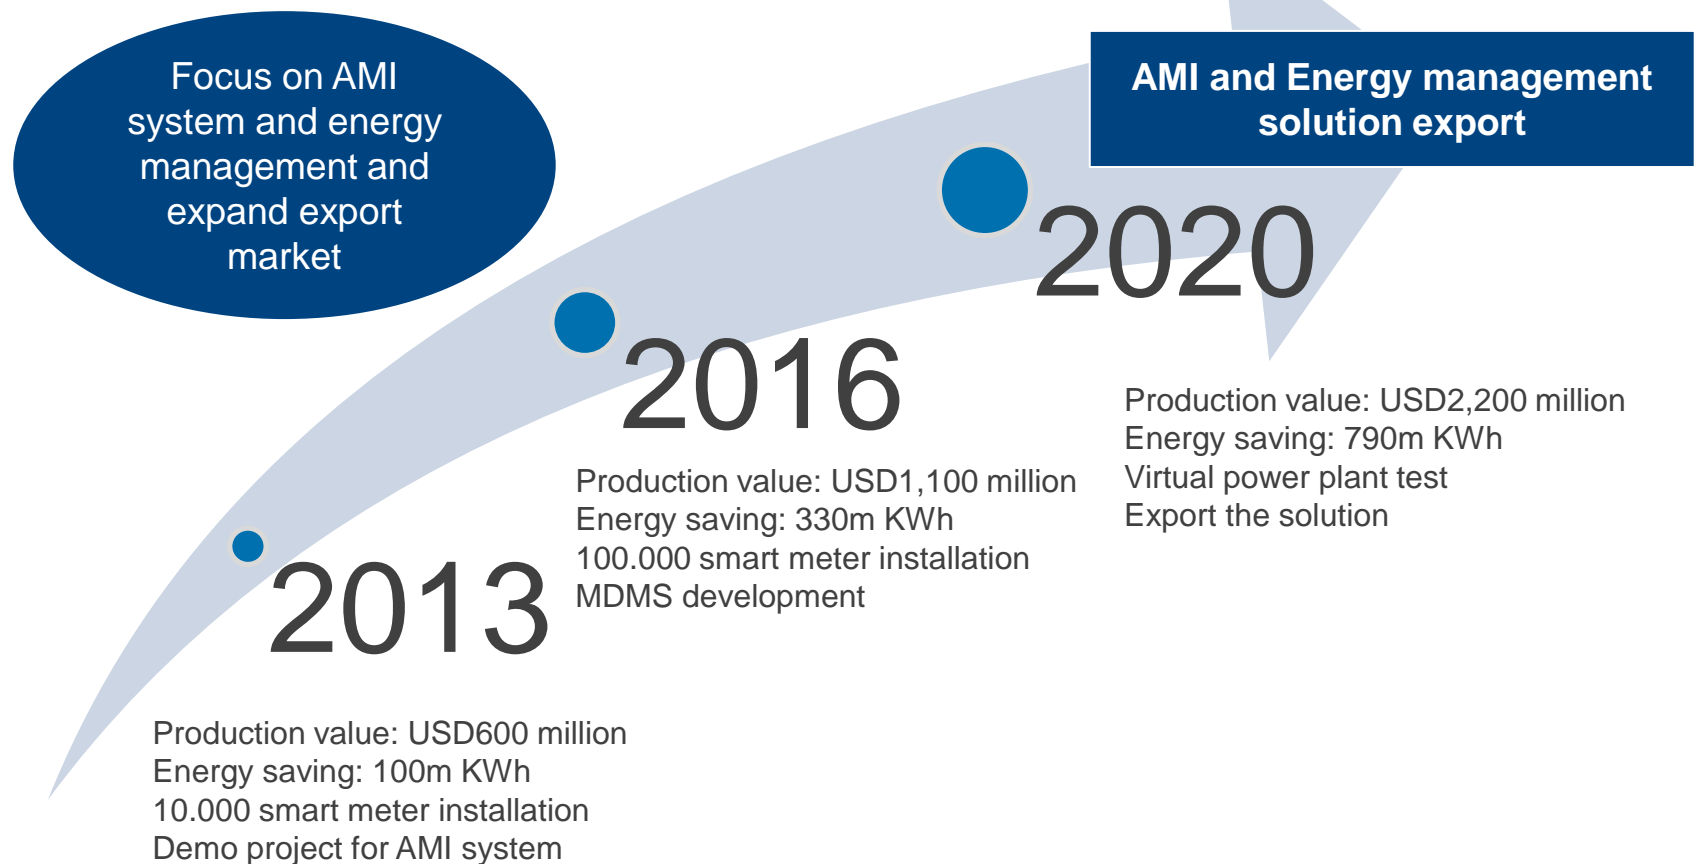 Focus on AMI
system and energy
management and
expand export
market
AMI and Energy management
solution export
2020
Production value: USD2,200 million
Energy saving: 790m KWh
Virtual power plant test
Export the solution
2016
Production value: USD1,100 million
Energy saving: 330m KWh
100.000 smart meter installation
MDMS development
2013
Production value: USD600 million
Energy saving: 100m KWh
10.000 smart meter installation
Demo project for AMI system